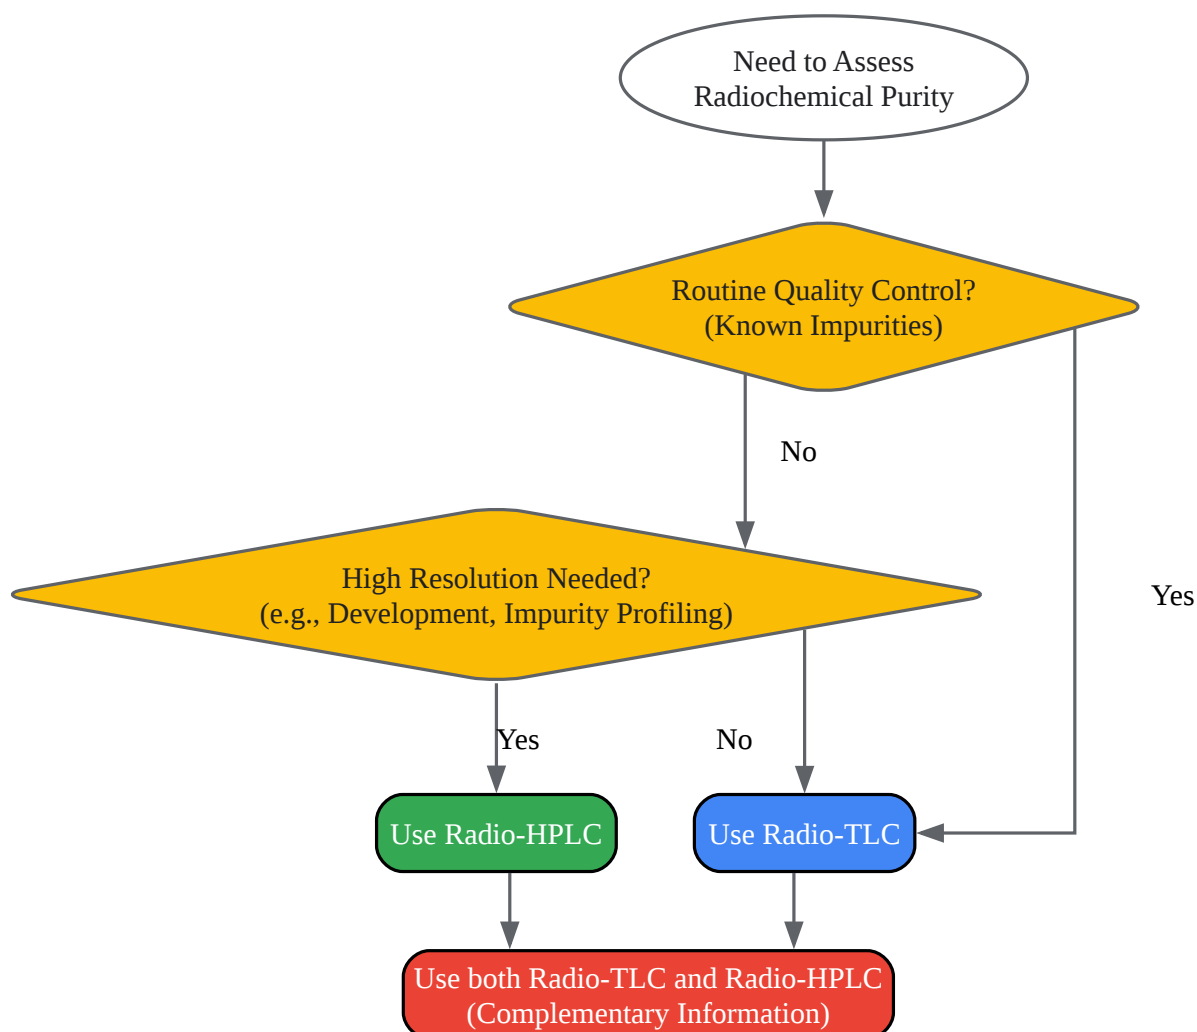 Need to Assess
Radiochemical Purity
Routine Quality Control?
(Known Impurities)
No
High Resolution Needed?
(e.g., Development, Impurity Profiling)
Yes
Yes
No
Use Radio-HPLC
Use Radio-TLC
Use both Radio-TLC and Radio-HPLC
(Complementary Information)